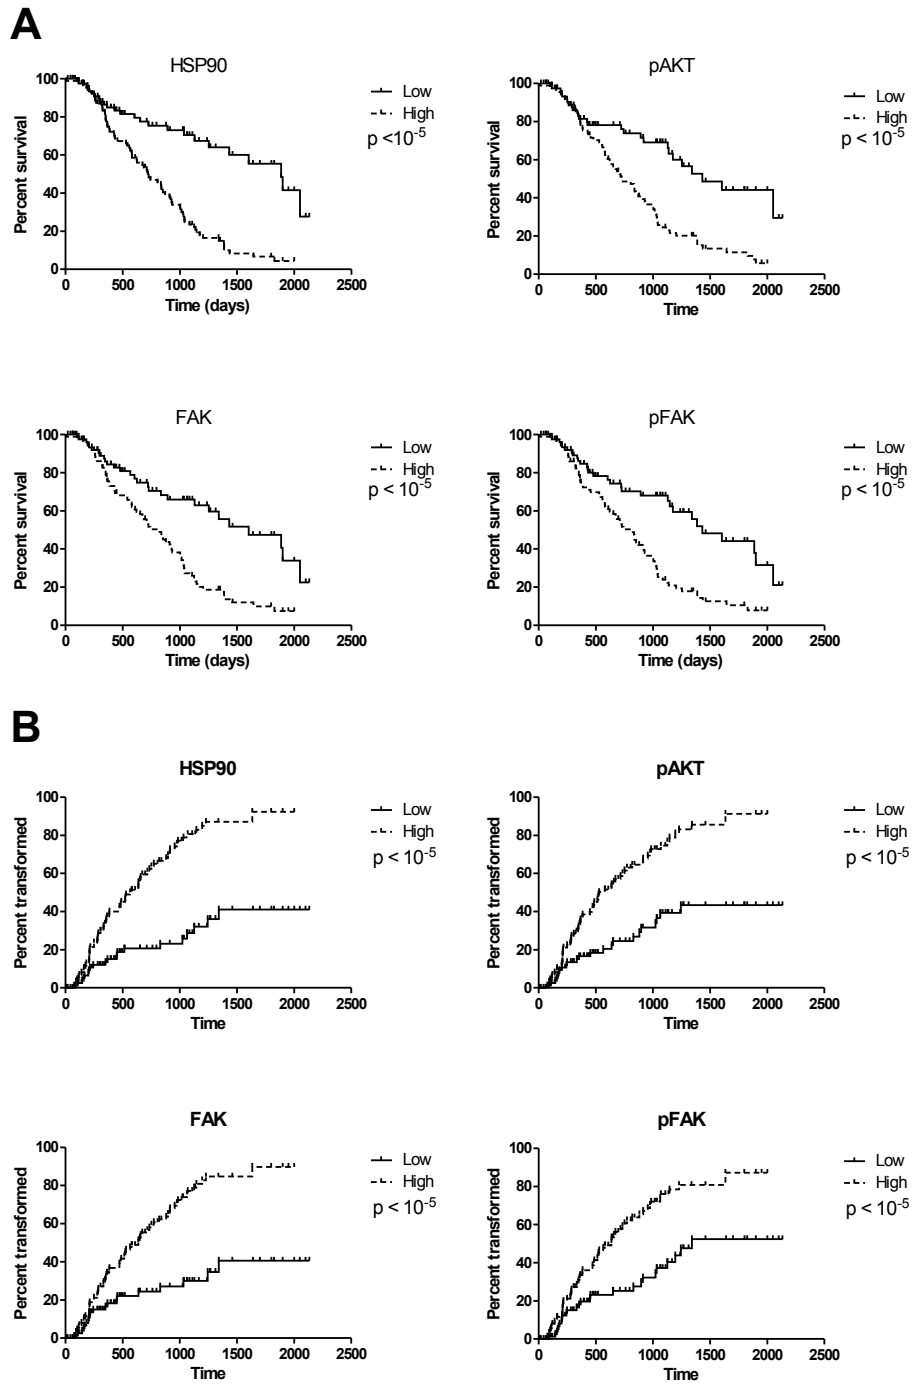 A
HSP90
Percent survival
100
80
60
40
20
0
0 500 1000 1500 2000 2500
Time (days)
Low
High
p <10-5
pAKT
Percent survival
100
80
60
40
20
0
0 500 1000 1500 2000 2500
Time
Low
High
p <10-5
FAK
Percent survival
100
80
60
40
20
0
0 500 1000 1500 2000 2500
Time (days)
Low
High
p < 10-5
pFAK
Percent survival
100
80
60
40
20
0
0 500 1000 1500 2000 2500
Time (days)
Low
High
p < 10-5
B
HSP90
Percent transformed
100
80
60
40
20
0
0 500 1000 1500 2000 2500
Time
Low
High
p < 10-5
pAKT
Percent transformed
100
80
60
40
20
0
0 500 1000 1500 2000 2500
Time
Low
High
p < 10-5
FAK
Percent transformed
100
80
60
40
20
0
0 500 1000 1500 2000 2500
Time
Low
High
p < 10-5
pFAK
Percent transformed
100
80
60
40
20
0
0 500 1000 1500 2000 2500
Time
Low
High
p < 10-5